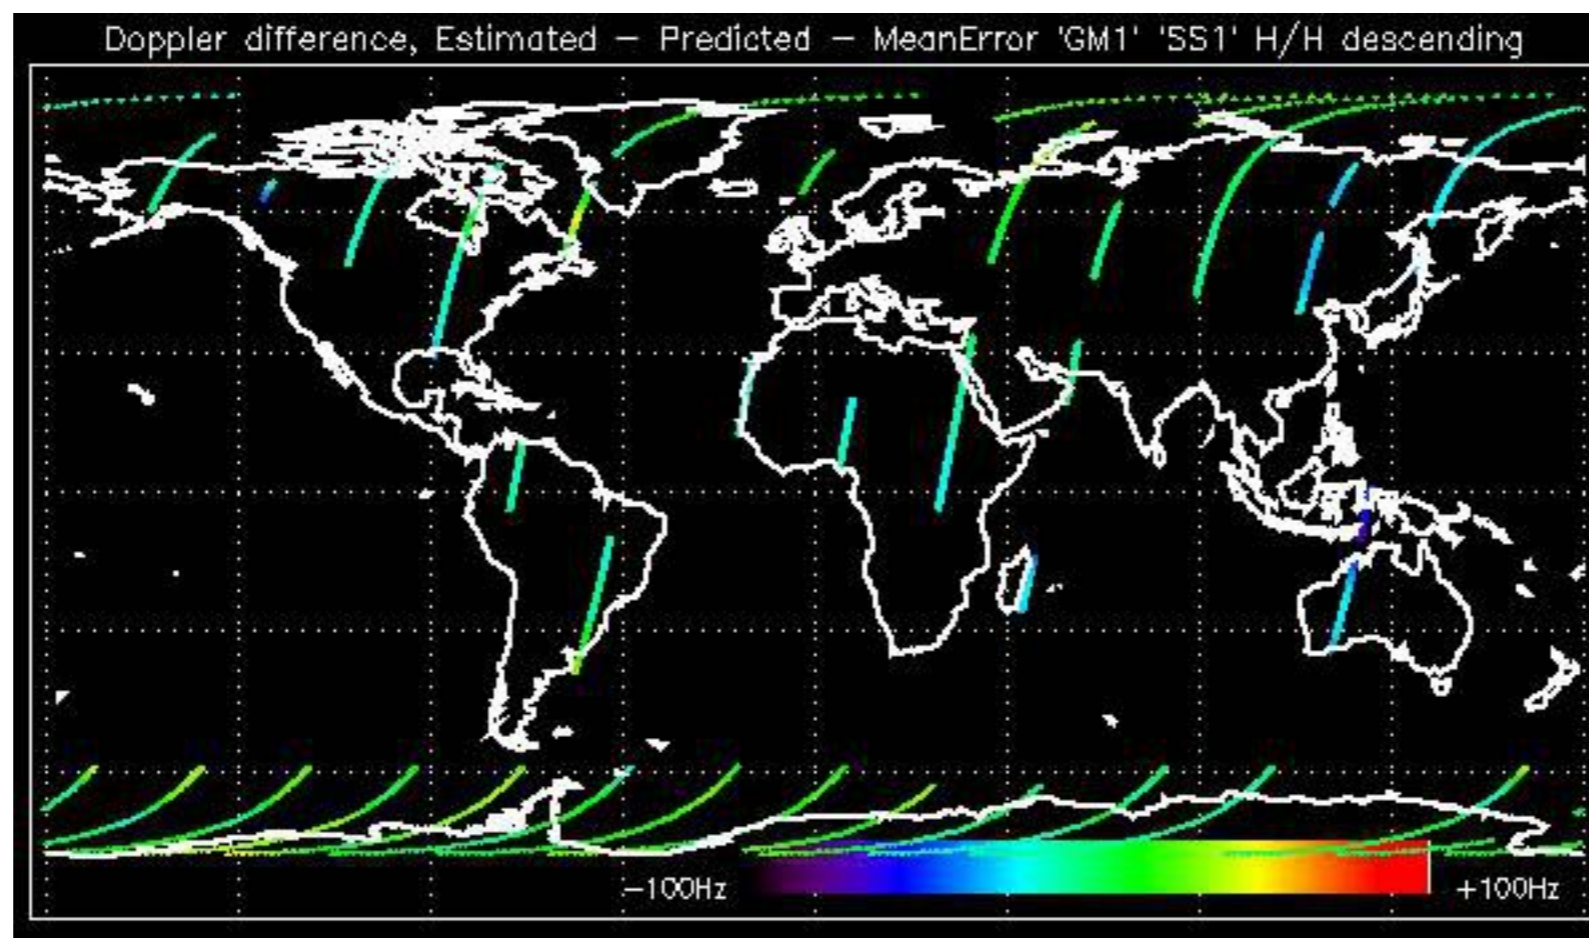 Doppler difference, Estimated – Predicted – MeanError 'GM1' 'SS1' H/H descending
-100Hz
+100Hz